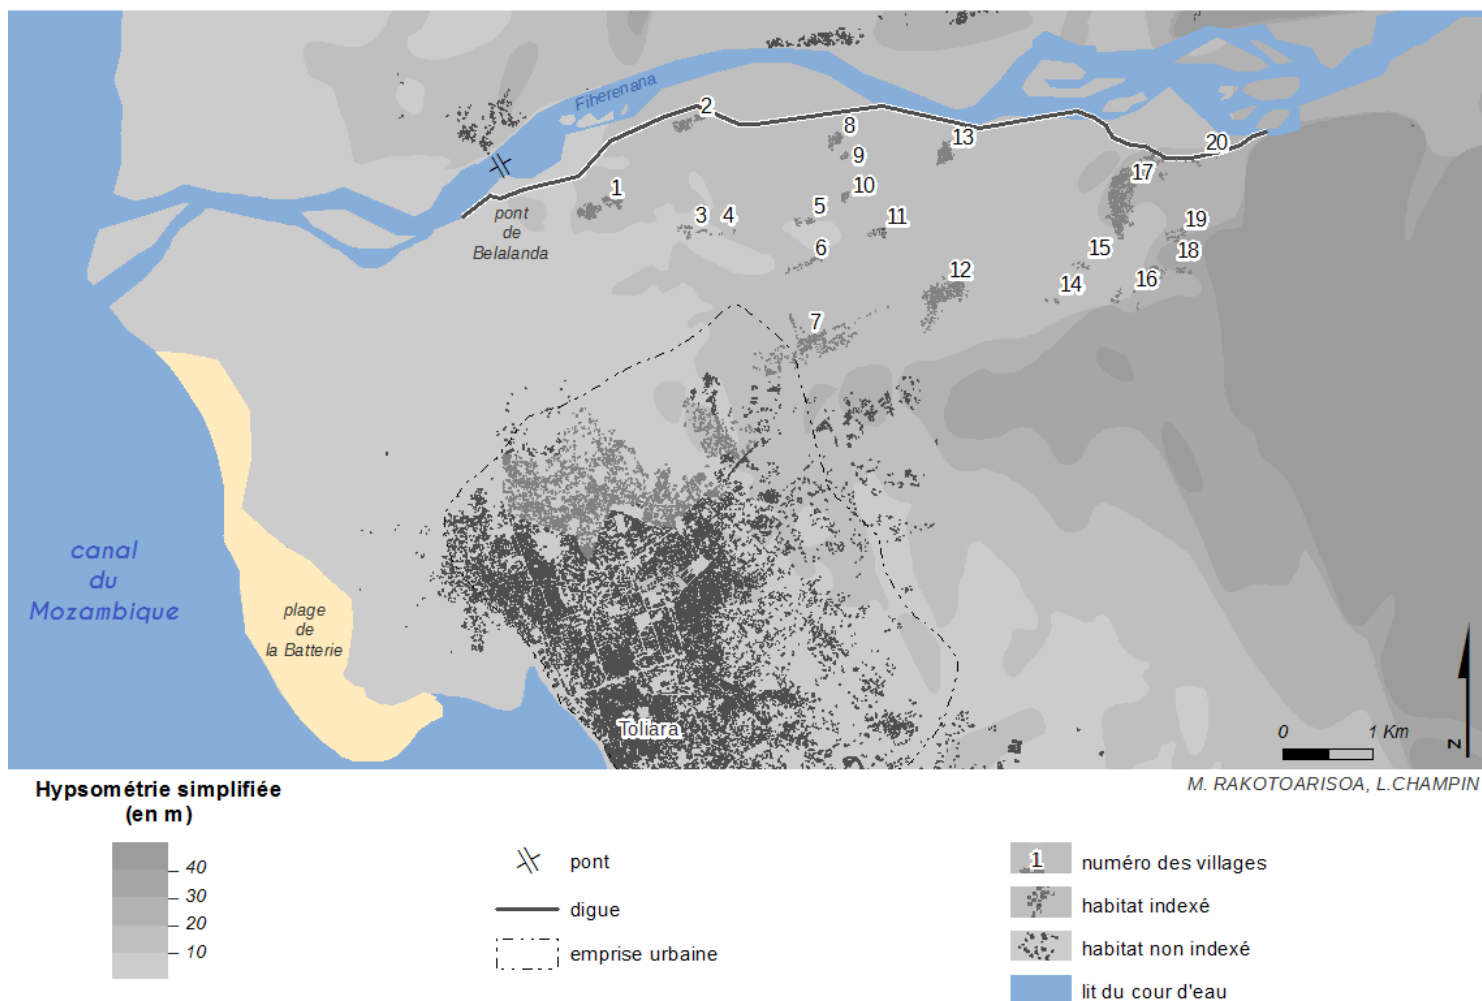 Fiherenana
2
8
13
9
20
17
1
10
3
4
5
11
19
pont
de
Belalanda
6
15
18
12
14
16
7
canal
du
Mozambique
plage
de
la Batterie
Toliara
0 1 Km
N
M. RAKOTOARISOA, L.CHAMPIN
Hypsométrie simplifiée
(en m)
40
30
20
10
pont
digue
emprise urbaine
1 numéro des villages
habitat indexé
habitat non indexé
lit du cour d'eau